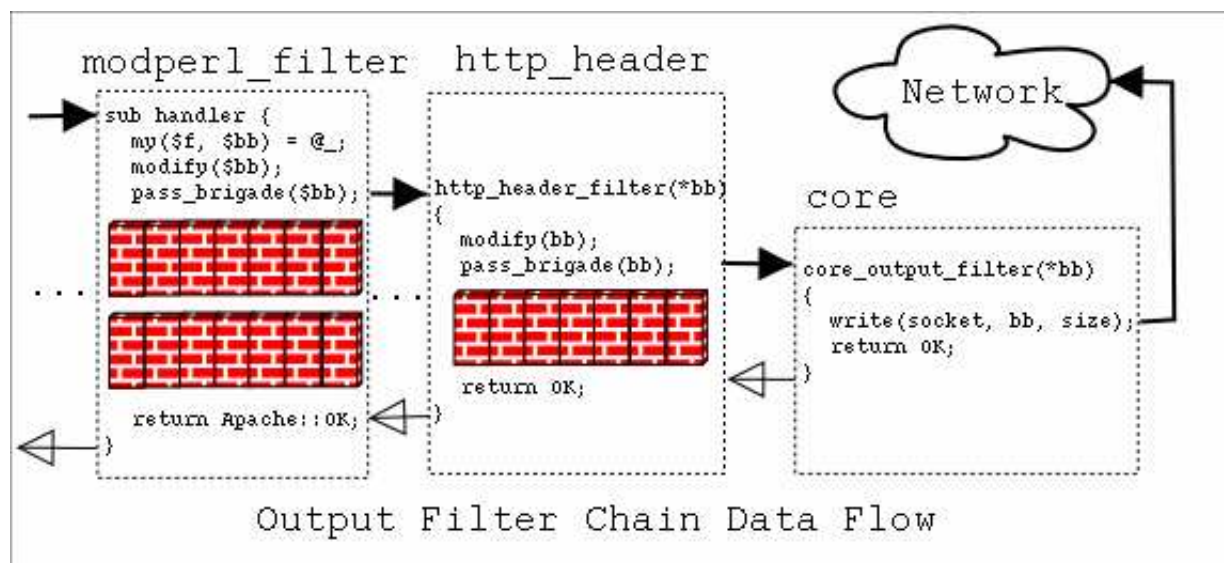 modperl_filter
sub handler {
my($f, $bb) = @_;
modify($bb);
pass_brigade($bb);
return Apache::OK;
}
http_header
http_header_filter(*bb)
{
modify(bb);
pass_brigade(bb);
return OK;
}
core
core_output_filter(*bb)
{
write(socket, bb, size);
return OK;
}
Network
Output Filter Chain Data Flow